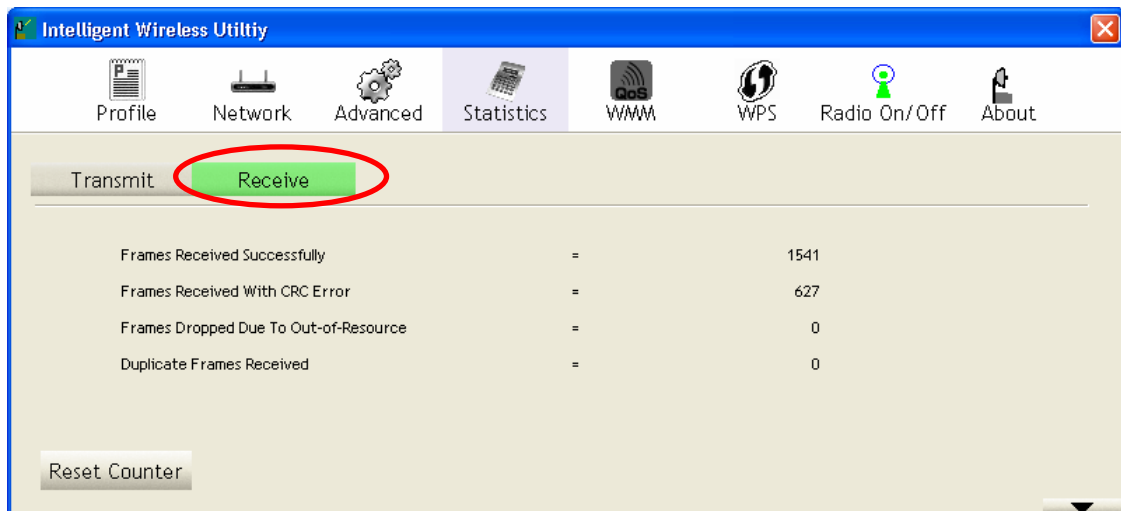 Intelligent Wireless Utiltiy
Profile Network Advanced Statistics QoS WMM WPS Radio On/Off About
Transmit Receive
Frames Received Successfully = 1541
Frames Received With CRC Error = 627
Frames Dropped Due To Out-of-Resource = 0
Duplicate Frames Received = 0
Reset Counter